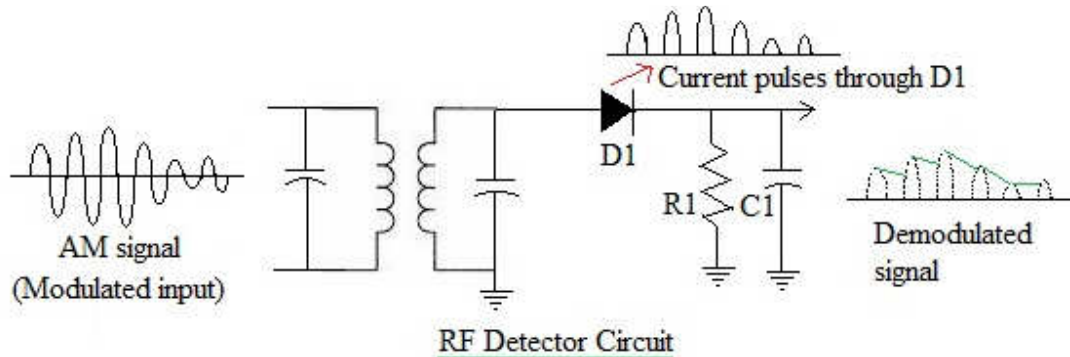 Current pulses through D1
D1
R1
C1
AM signal
(Modulated input)
Demodulated
signal
RF Detector Circuit